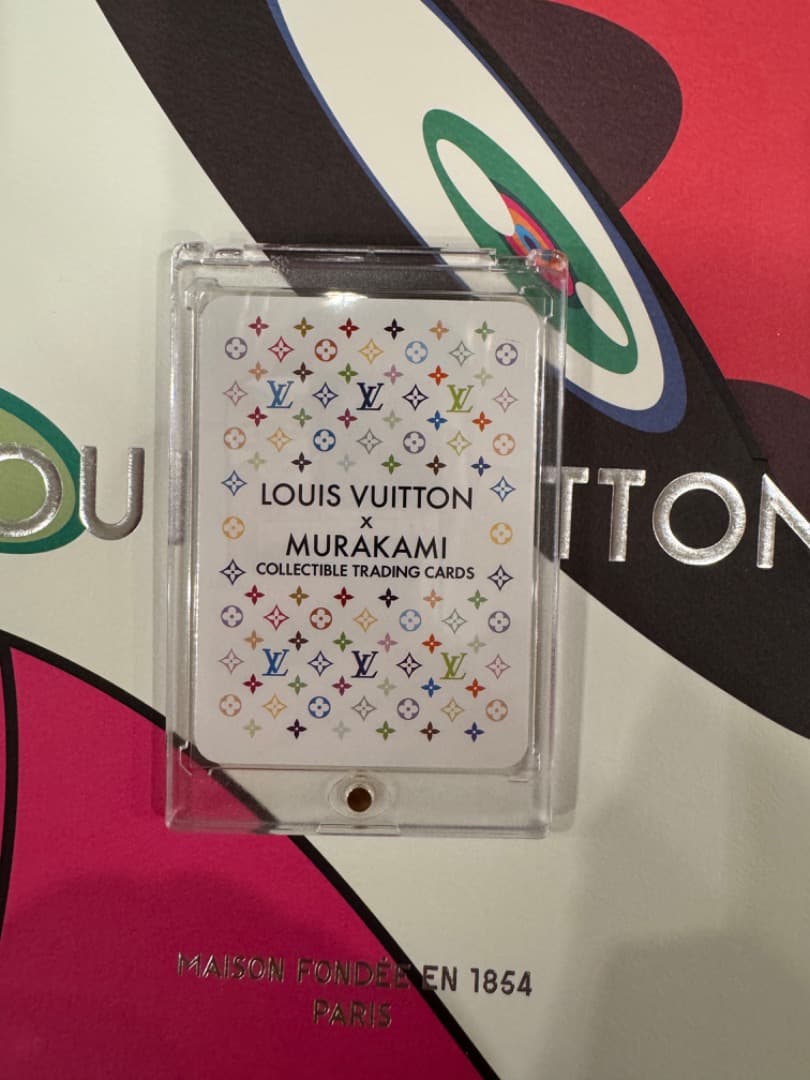 LOUIS VUITTON
x
MURAKAMI
COLLECTIBLE TRADING CARDS
OU TTON
MAISON FONDÉE EN 1854
PARIS